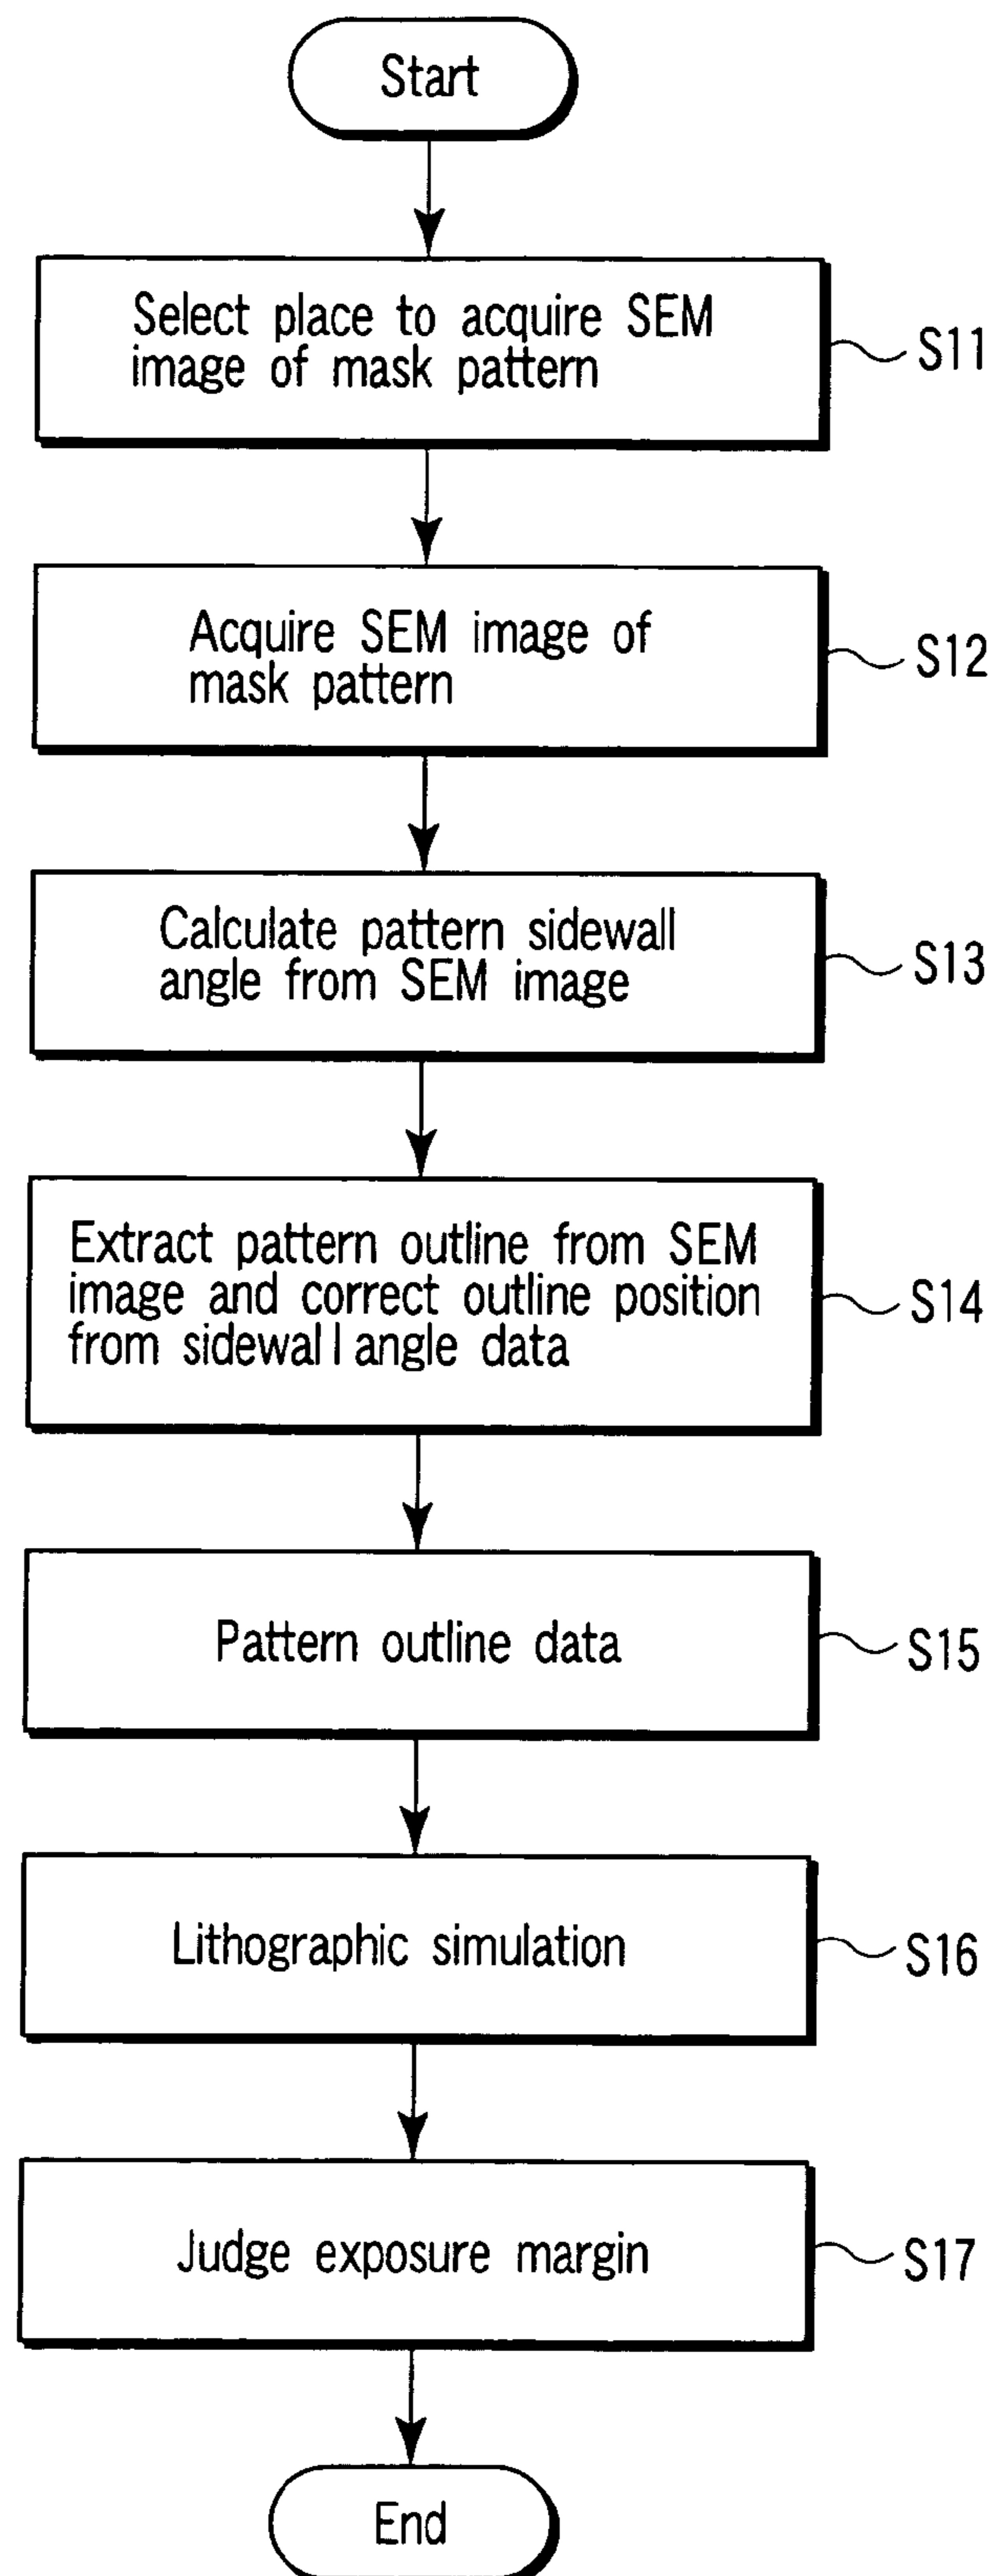 Start
Select place to acquire SEM
image of mask pattern
S11
Acquire SEM image of
mask pattern
S12
Calculate pattern sidewall
angle from SEM image
S13
Extract pattern outline from SEM
image and correct outline position
from sidewall angle data
S14
Pattern outline data
S15
Lithographic simulation
S16
Judge exposure margin
S17
End